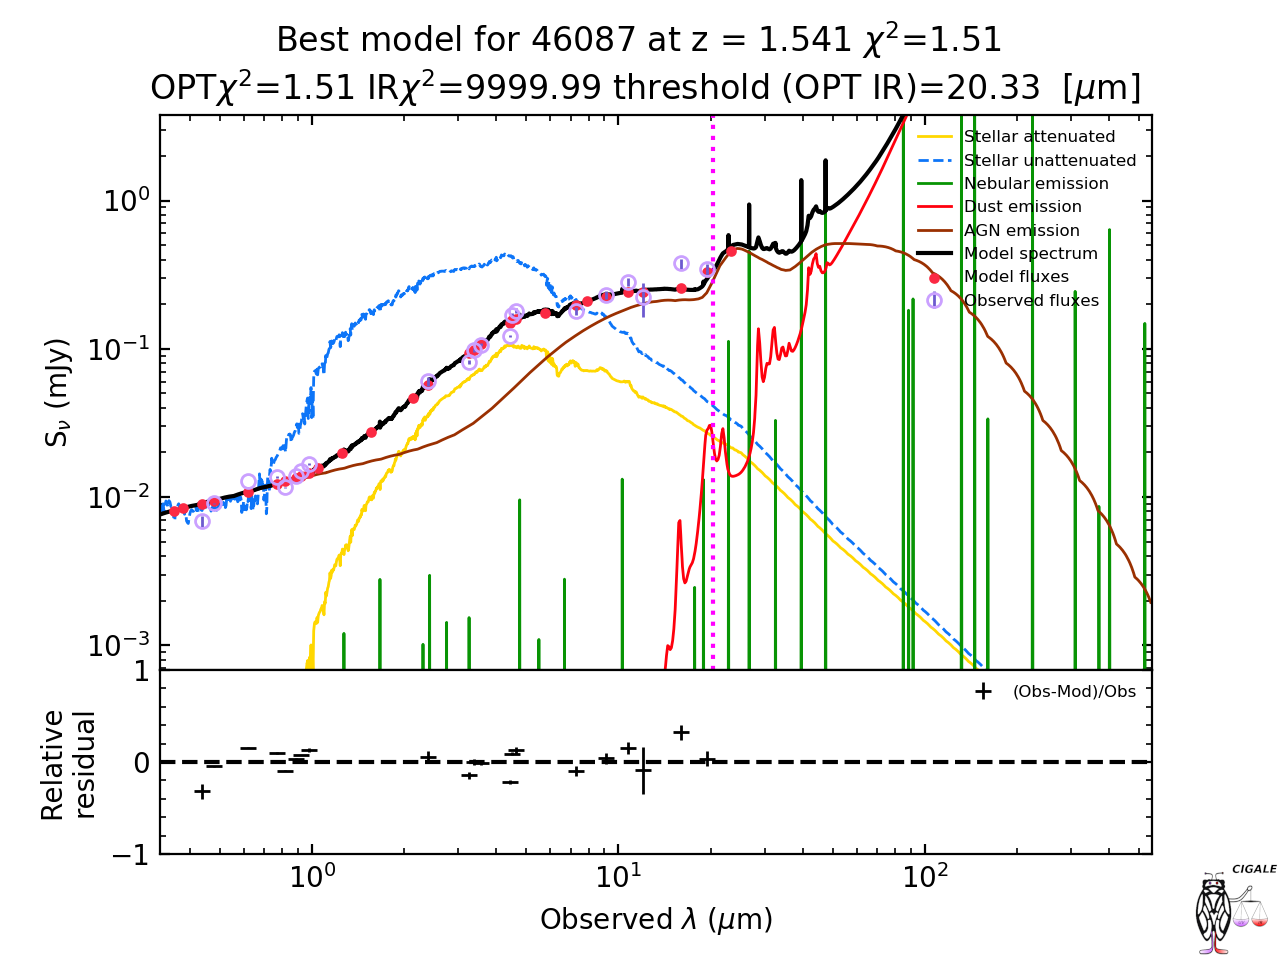 Best model for 46087 at z = 1.541 χ²=1.51
OPTχ²=1.51 IRχ²=9999.99 threshold (OPT IR)=20.33 [μm]
Stellar attenuated
Stellar unattenuated
Nebular emission
Dust emission
AGN emission
Model spectrum
Model fluxes
Observed fluxes
10⁰
10⁻¹
10⁻²
10⁻³
S_ν (mJy)
1
0
−1
Relative
residual
(Obs-Mod)/Obs
10⁰ 10¹ 10²
Observed λ (μm)
CIGALE